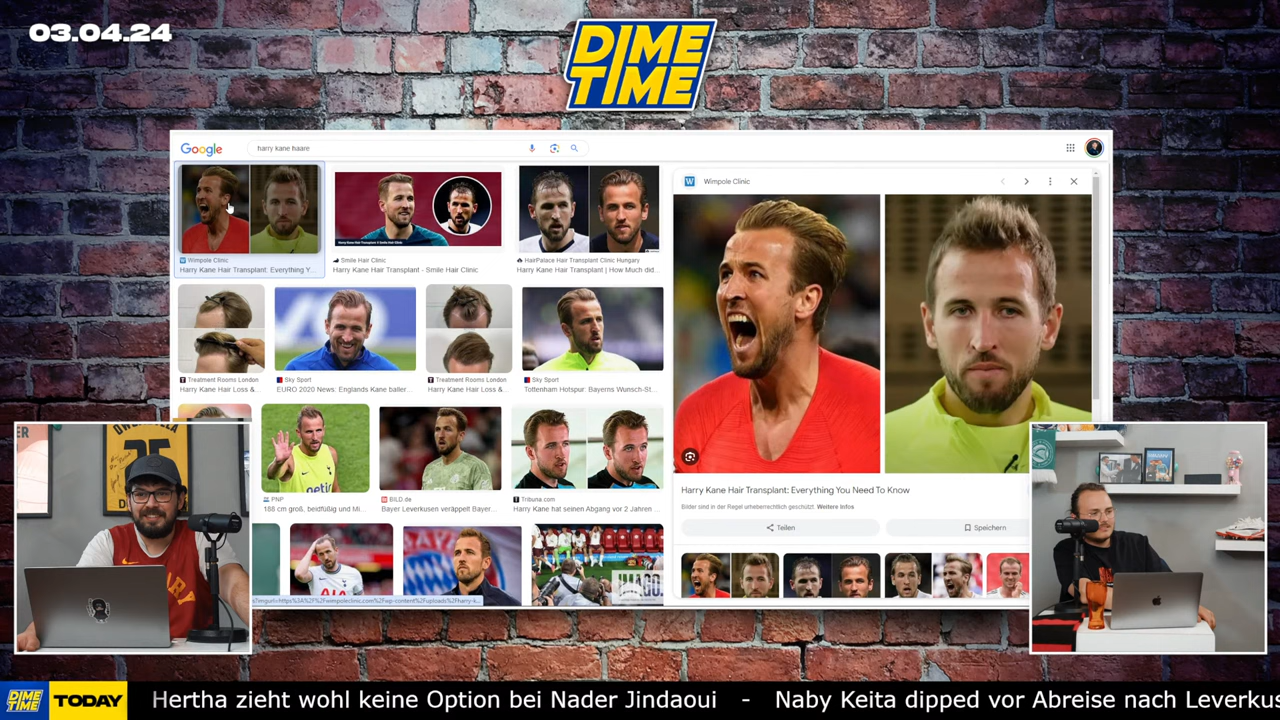 03.04.24
DIME
TIME
Google
harry kane haare
Wimpole Clinic
Harry Kane Hair Transplant: Everything Y...
Smile Hair Clinic
Harry Kane Hair Transplant - Smile Hair Clinic
HairPalace Hair Transplant Clinic Hungary
Harry Kane Hair Transplant | How Much did...
Treatment Rooms London
Harry Kane Hair Loss &...
Sky Sport
EURO 2020 News: Englands Kane baller...
Treatment Rooms London
Harry Kane Hair Loss &...
Sky Sport
Tottenham Hotspur: Bayerns Wunsch-St...
PNP
188 cm groß, beidfüßig und Mi...
BILD.de
Bayer Leverkusen veräppelt Bayer...
Tribuna.com
Harry Kane hat seinen Abgang vor 2 Jahren ...
IMAGO
W Wimpole Clinic
Harry Kane Hair Transplant: Everything You Need To Know
Bilder sind in der Regel urheberrechtlich geschützt. Weitere Infos
Teilen
Speichern
DIME
TIME
TODAY
Hertha zieht wohl keine Option bei Nader Jindaoui - Naby Keita dipped vor Abreise nach Leverkus